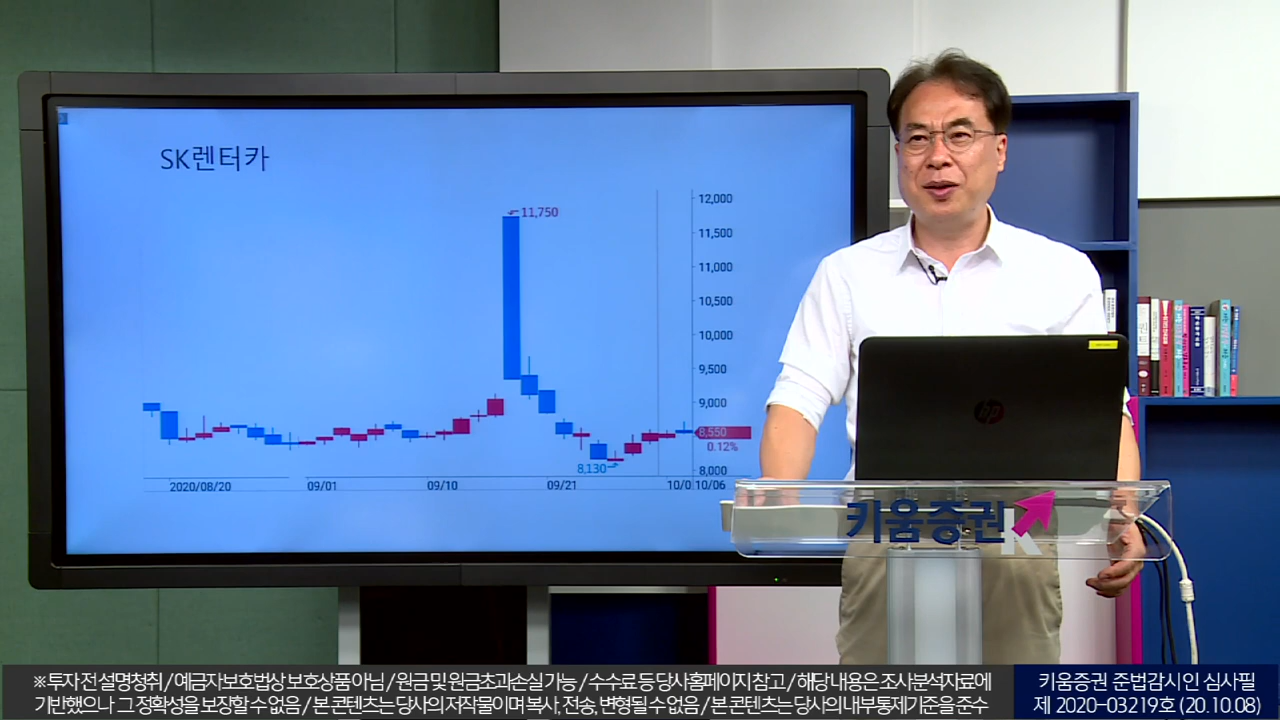 SK렌터카
11,750
12,000
11,500
11,000
10,500
10,000
9,500
9,000
8,550
0.12%
8,130
8,000
2020/08/20
09/01
09/10
09/21
10/0
10/06
hp
키움증권
※ 투자 전 설명청취 / 예금자보호법상 보호상품 아님 / 원금 및 원금초과손실 가능 / 수수료 등 당사홈페이지 참고 / 해당 내용은 조사분석자료에
기반했으나 그 정확성을 보장할 수 없음 / 본 콘텐츠는 당사의 저작물이며 복사, 전송, 변형될 수 없음 / 본 콘텐츠는 당사의 내부통제기준을 준수
키움증권 준법감시인 심사필
제 2020-03219호 (20.10.08)